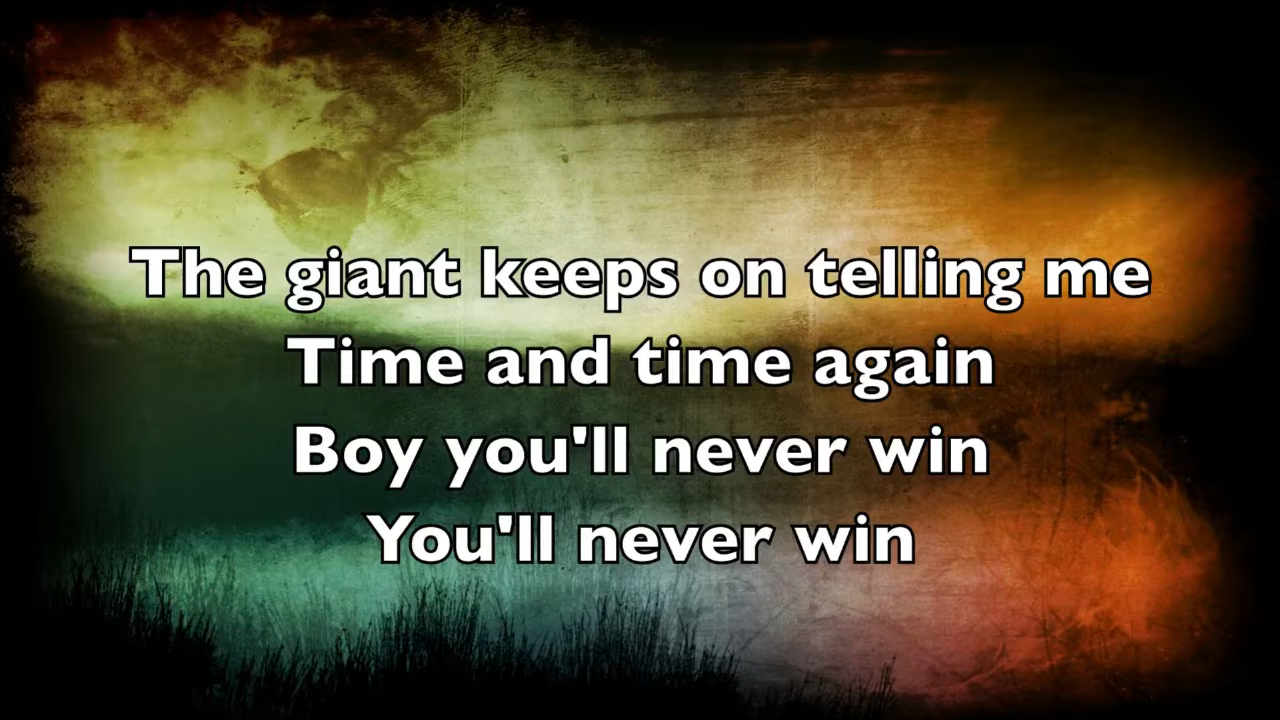 The giant keeps on telling me
Time and time again
Boy you'll never win
You'll never win